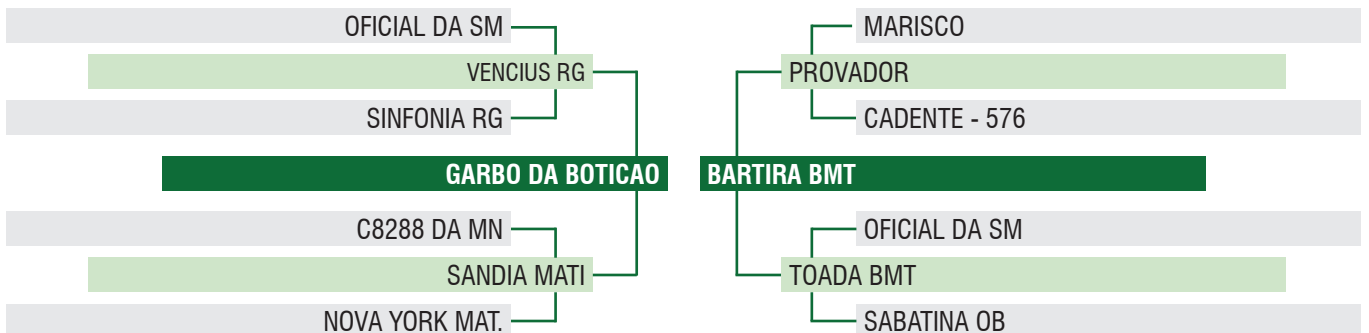 OFICIAL DA SM
MARISCO
VENCIUS RG
PROVADOR
SINFONIA RG
CADENTE - 576
GARBO DA BOTICAO
BARTIRA BMT
C8288 DA MN
OFICIAL DA SM
SANDIA MATI
TOADA BMT
NOVA YORK MAT.
SABATINA OB